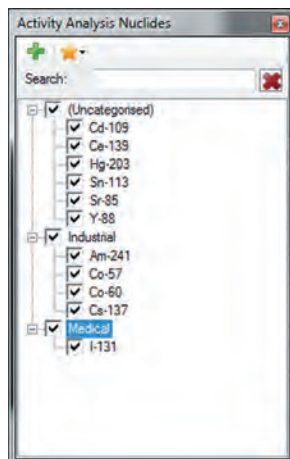 Activity Analysis Nuclides
Search:
(Uncategorised)
Cd-109
Ce-139
Hg-203
Sn-113
Sr-85
Y-88
Industrial
Am-241
Co-57
Co-60
Cs-137
Medical
I-131